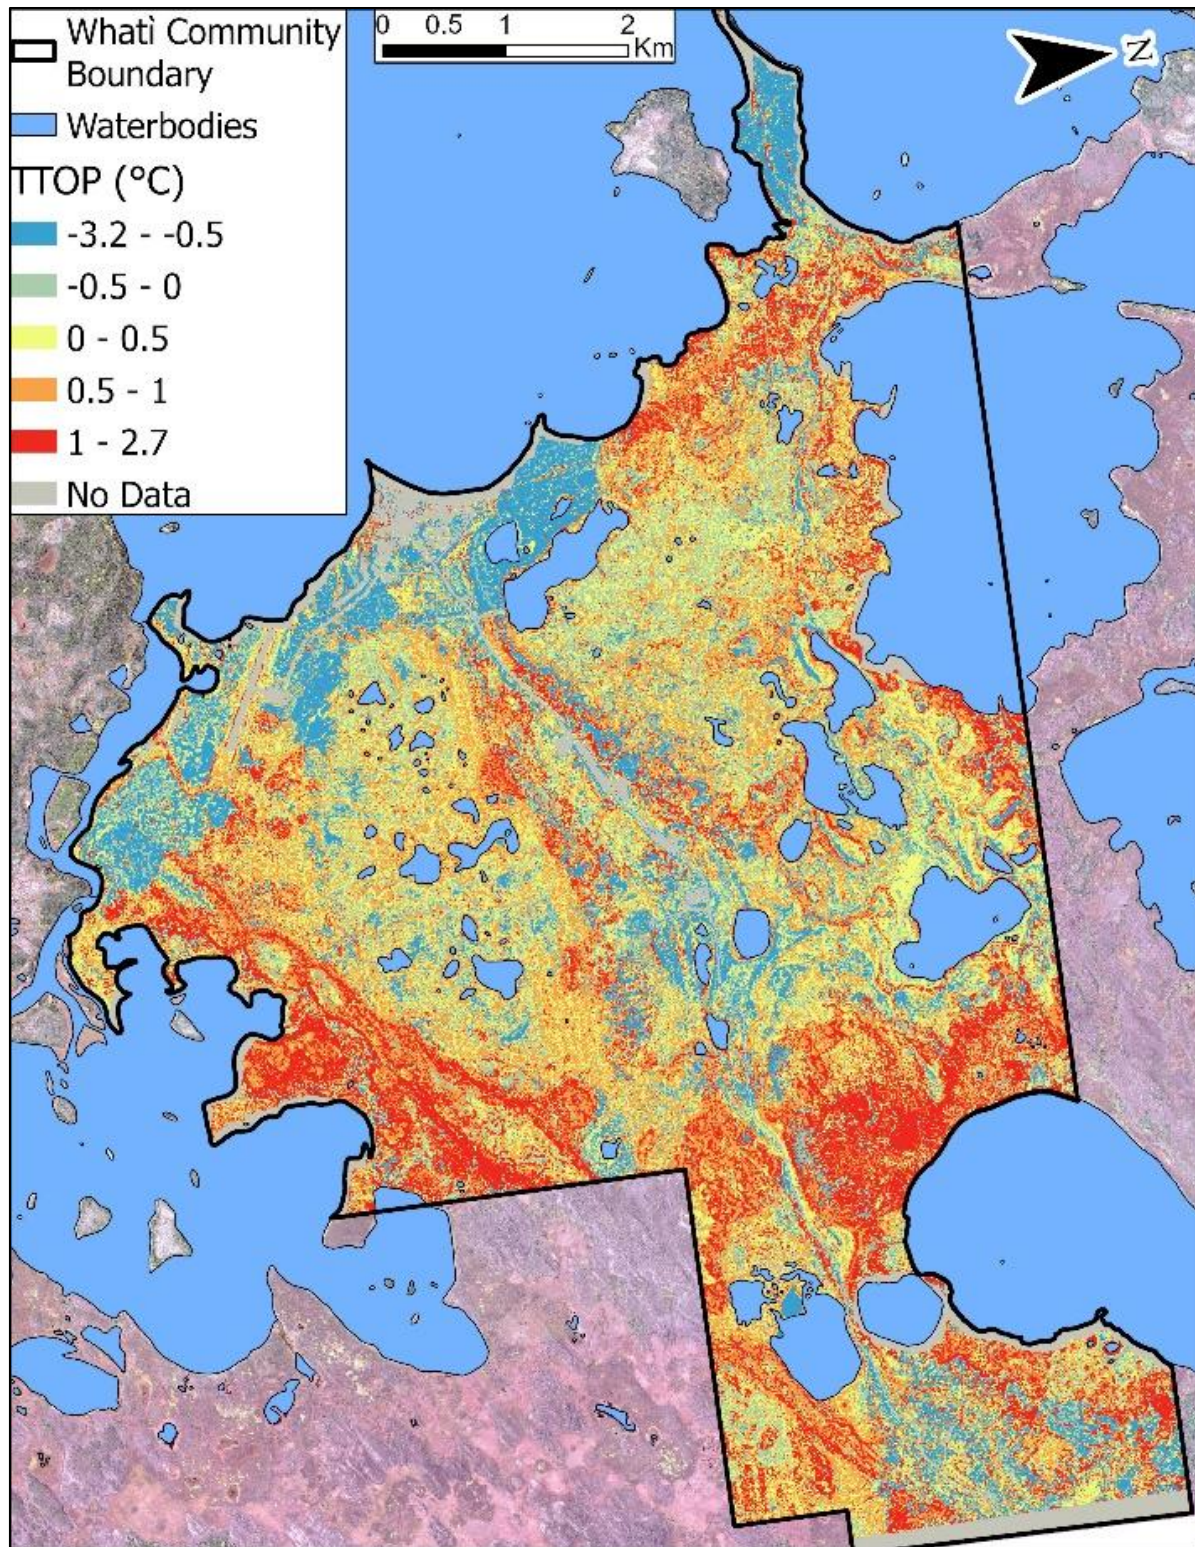 Whatì Community
Boundary
Waterbodies
TTOP (°C)
-3.2 - -0.5
-0.5 - 0
0 - 0.5
0.5 - 1
1 - 2.7
No Data
0 0.5 1 2
Km
N